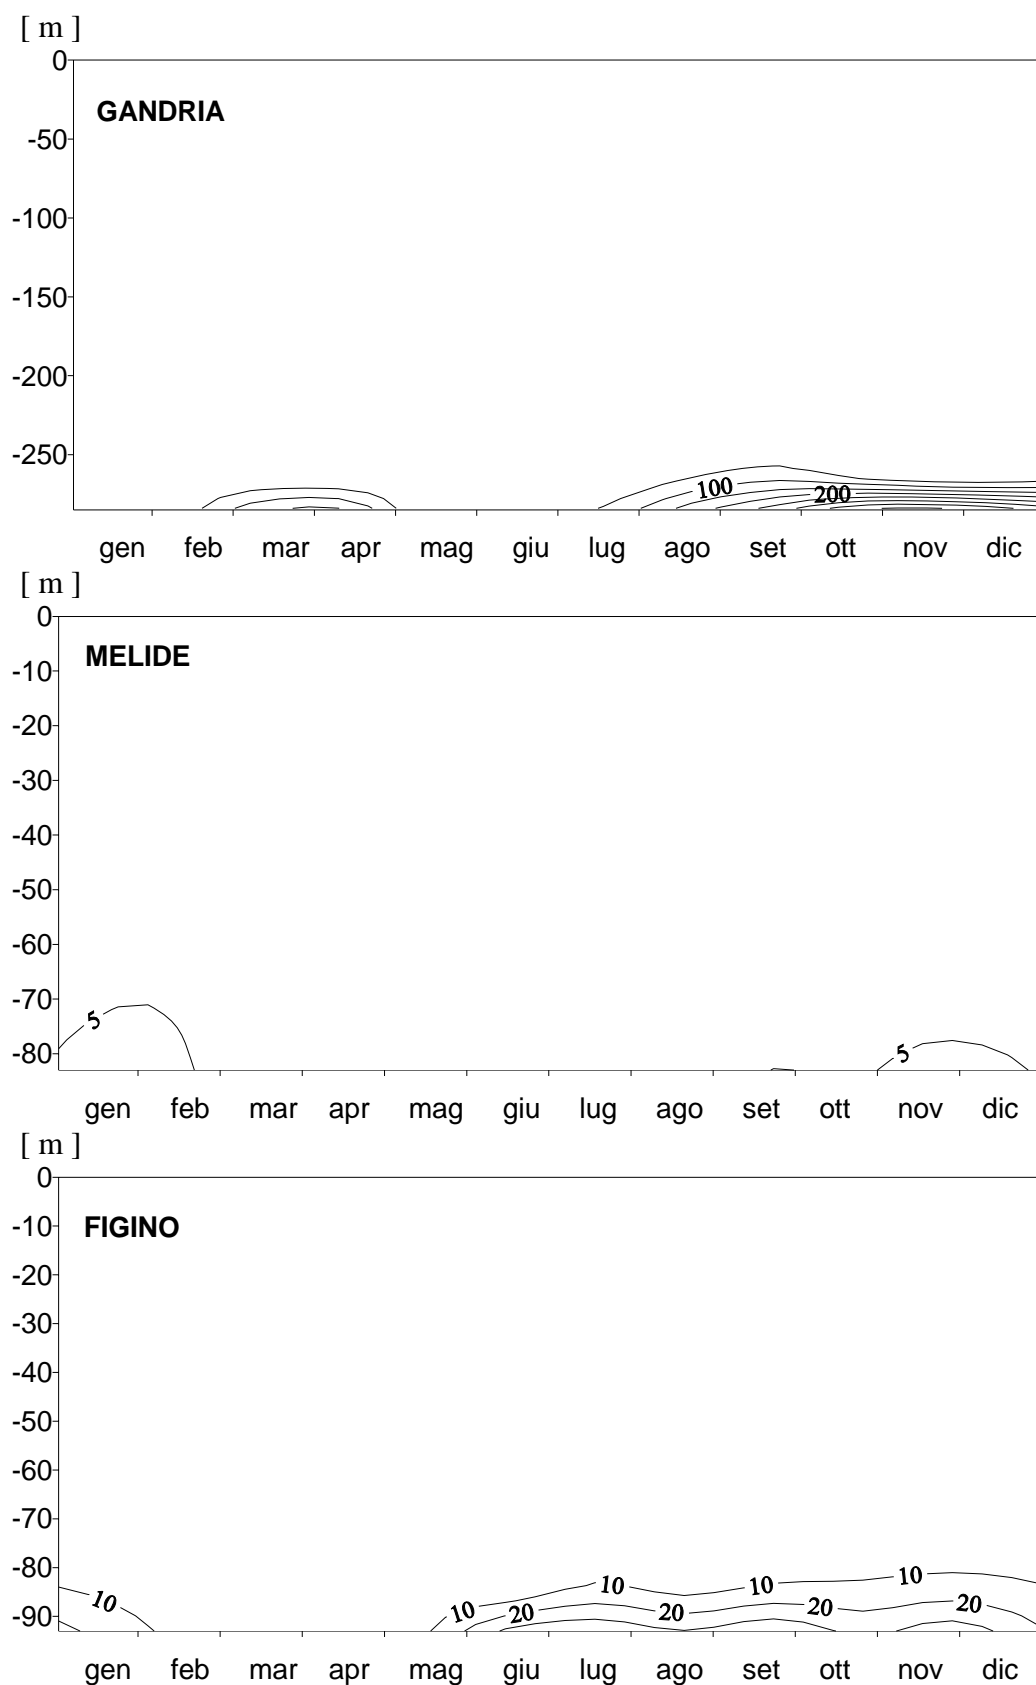 [ m ]
0
GANDRIA
-50
-100
-150
-200
-250
100
200
gen feb mar apr mag giu lug ago set ott nov dic
[ m ]
0
MELIDE
-10
-20
-30
-40
-50
-60
-70
5
-80
5
gen feb mar apr mag giu lug ago set ott nov dic
[ m ]
0
-10
FIGINO
-20
-30
-40
-50
-60
-70
-80
10 10 10 10 10
-90
20 20 20 20
gen feb mar apr mag giu lug ago set ott nov dic